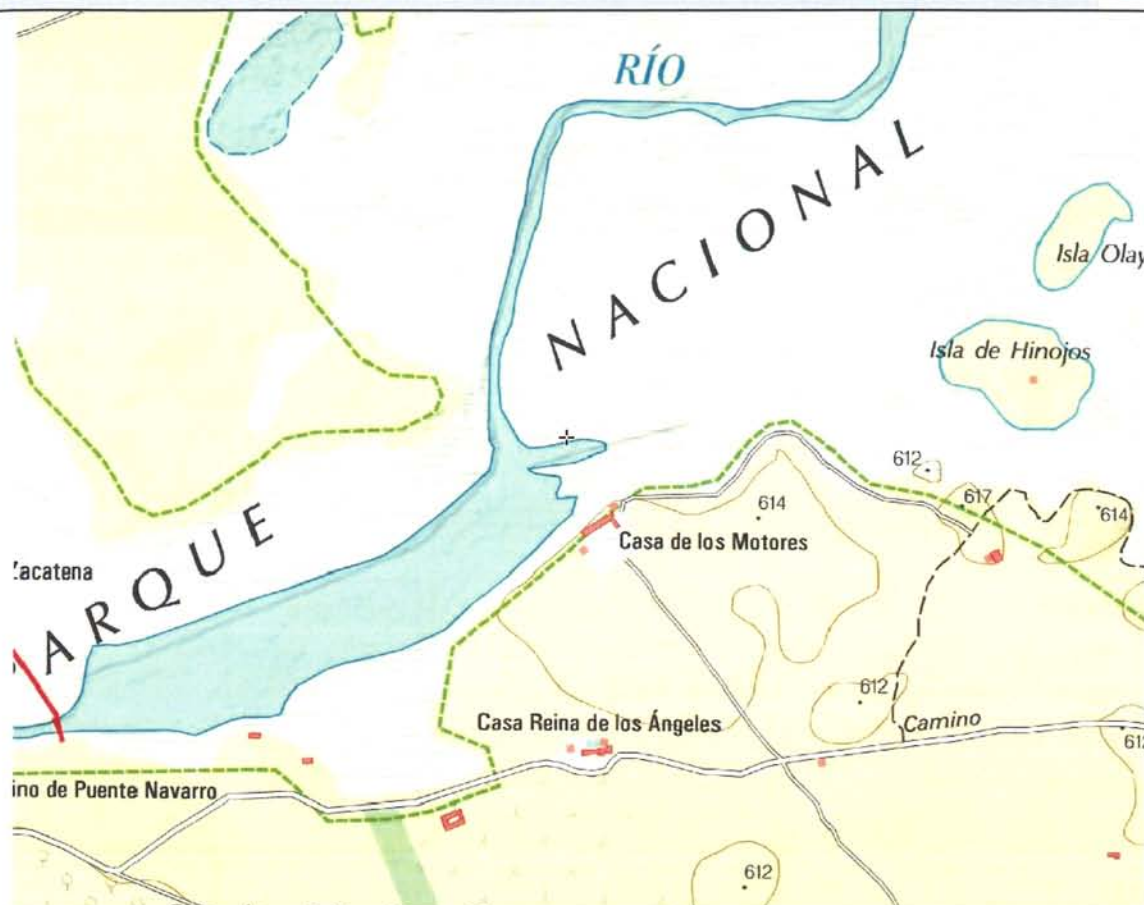 RÍO
NACIONAL
Isla Olay
Isla de Hinojos
612
617
614
614
Casa de los Motores
PARQUE
Zacatena
612
Casa Reina de los Ángeles
Camino
612
ino de Puente Navarro
612